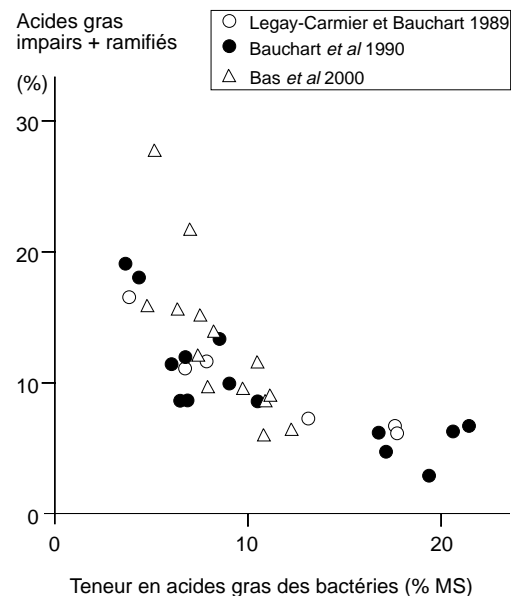 Acides gras
impairs + ramifiés
(%)
Legay-Carmier et Bauchart 1989
Bauchart et al 1990
Bas et al 2000
30
20
10
0
0 10 20
Teneur en acides gras des bactéries (% MS)